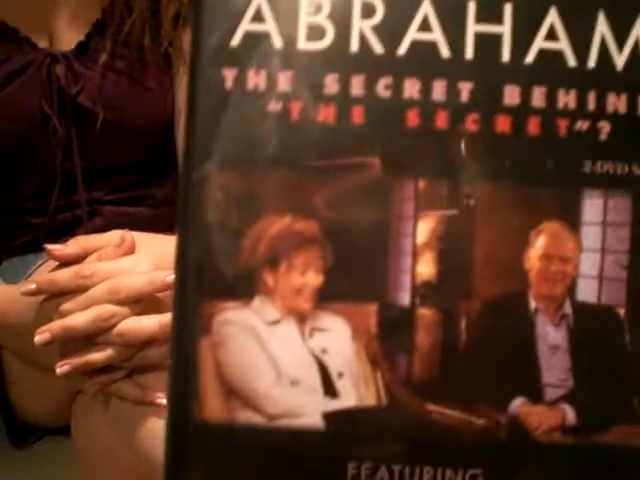 ABRAHAM
THE SECRET BEHIN
"THE SECRET"?
2-DVD S
FEATURING